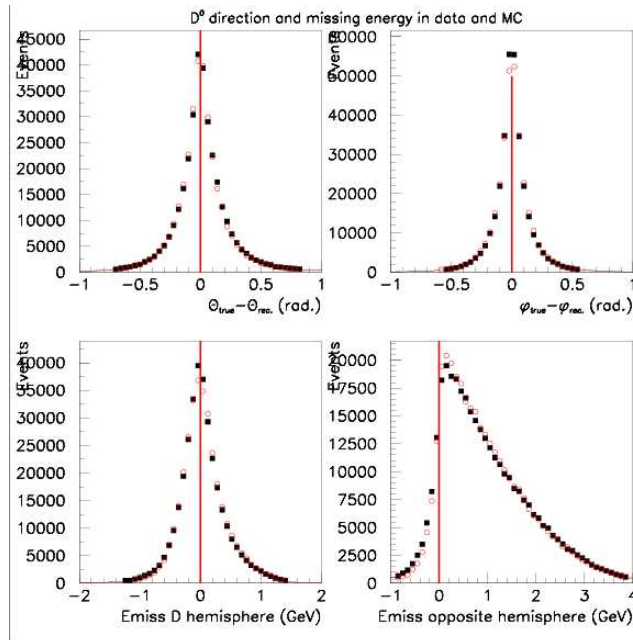 D⁰ direction and missing energy in data and MC
Events
45000
40000
35000
30000
25000
20000
15000
10000
5000
0
-1 -0.5 0 0.5 1
Θtrue-Θrec. (rad.)
Events
60000
50000
40000
30000
20000
10000
0
-1 -0.5 0 0.5 1
φtrue-φrec. (rad.)
Events
40000
35000
30000
25000
20000
15000
10000
5000
0
-2 -1 0 1 2
Emiss D hemisphere (GeV)
Events
20000
17500
15000
12500
10000
7500
5000
2500
0
-1 0 1 2 3 4
Emiss opposite hemisphere (GeV)